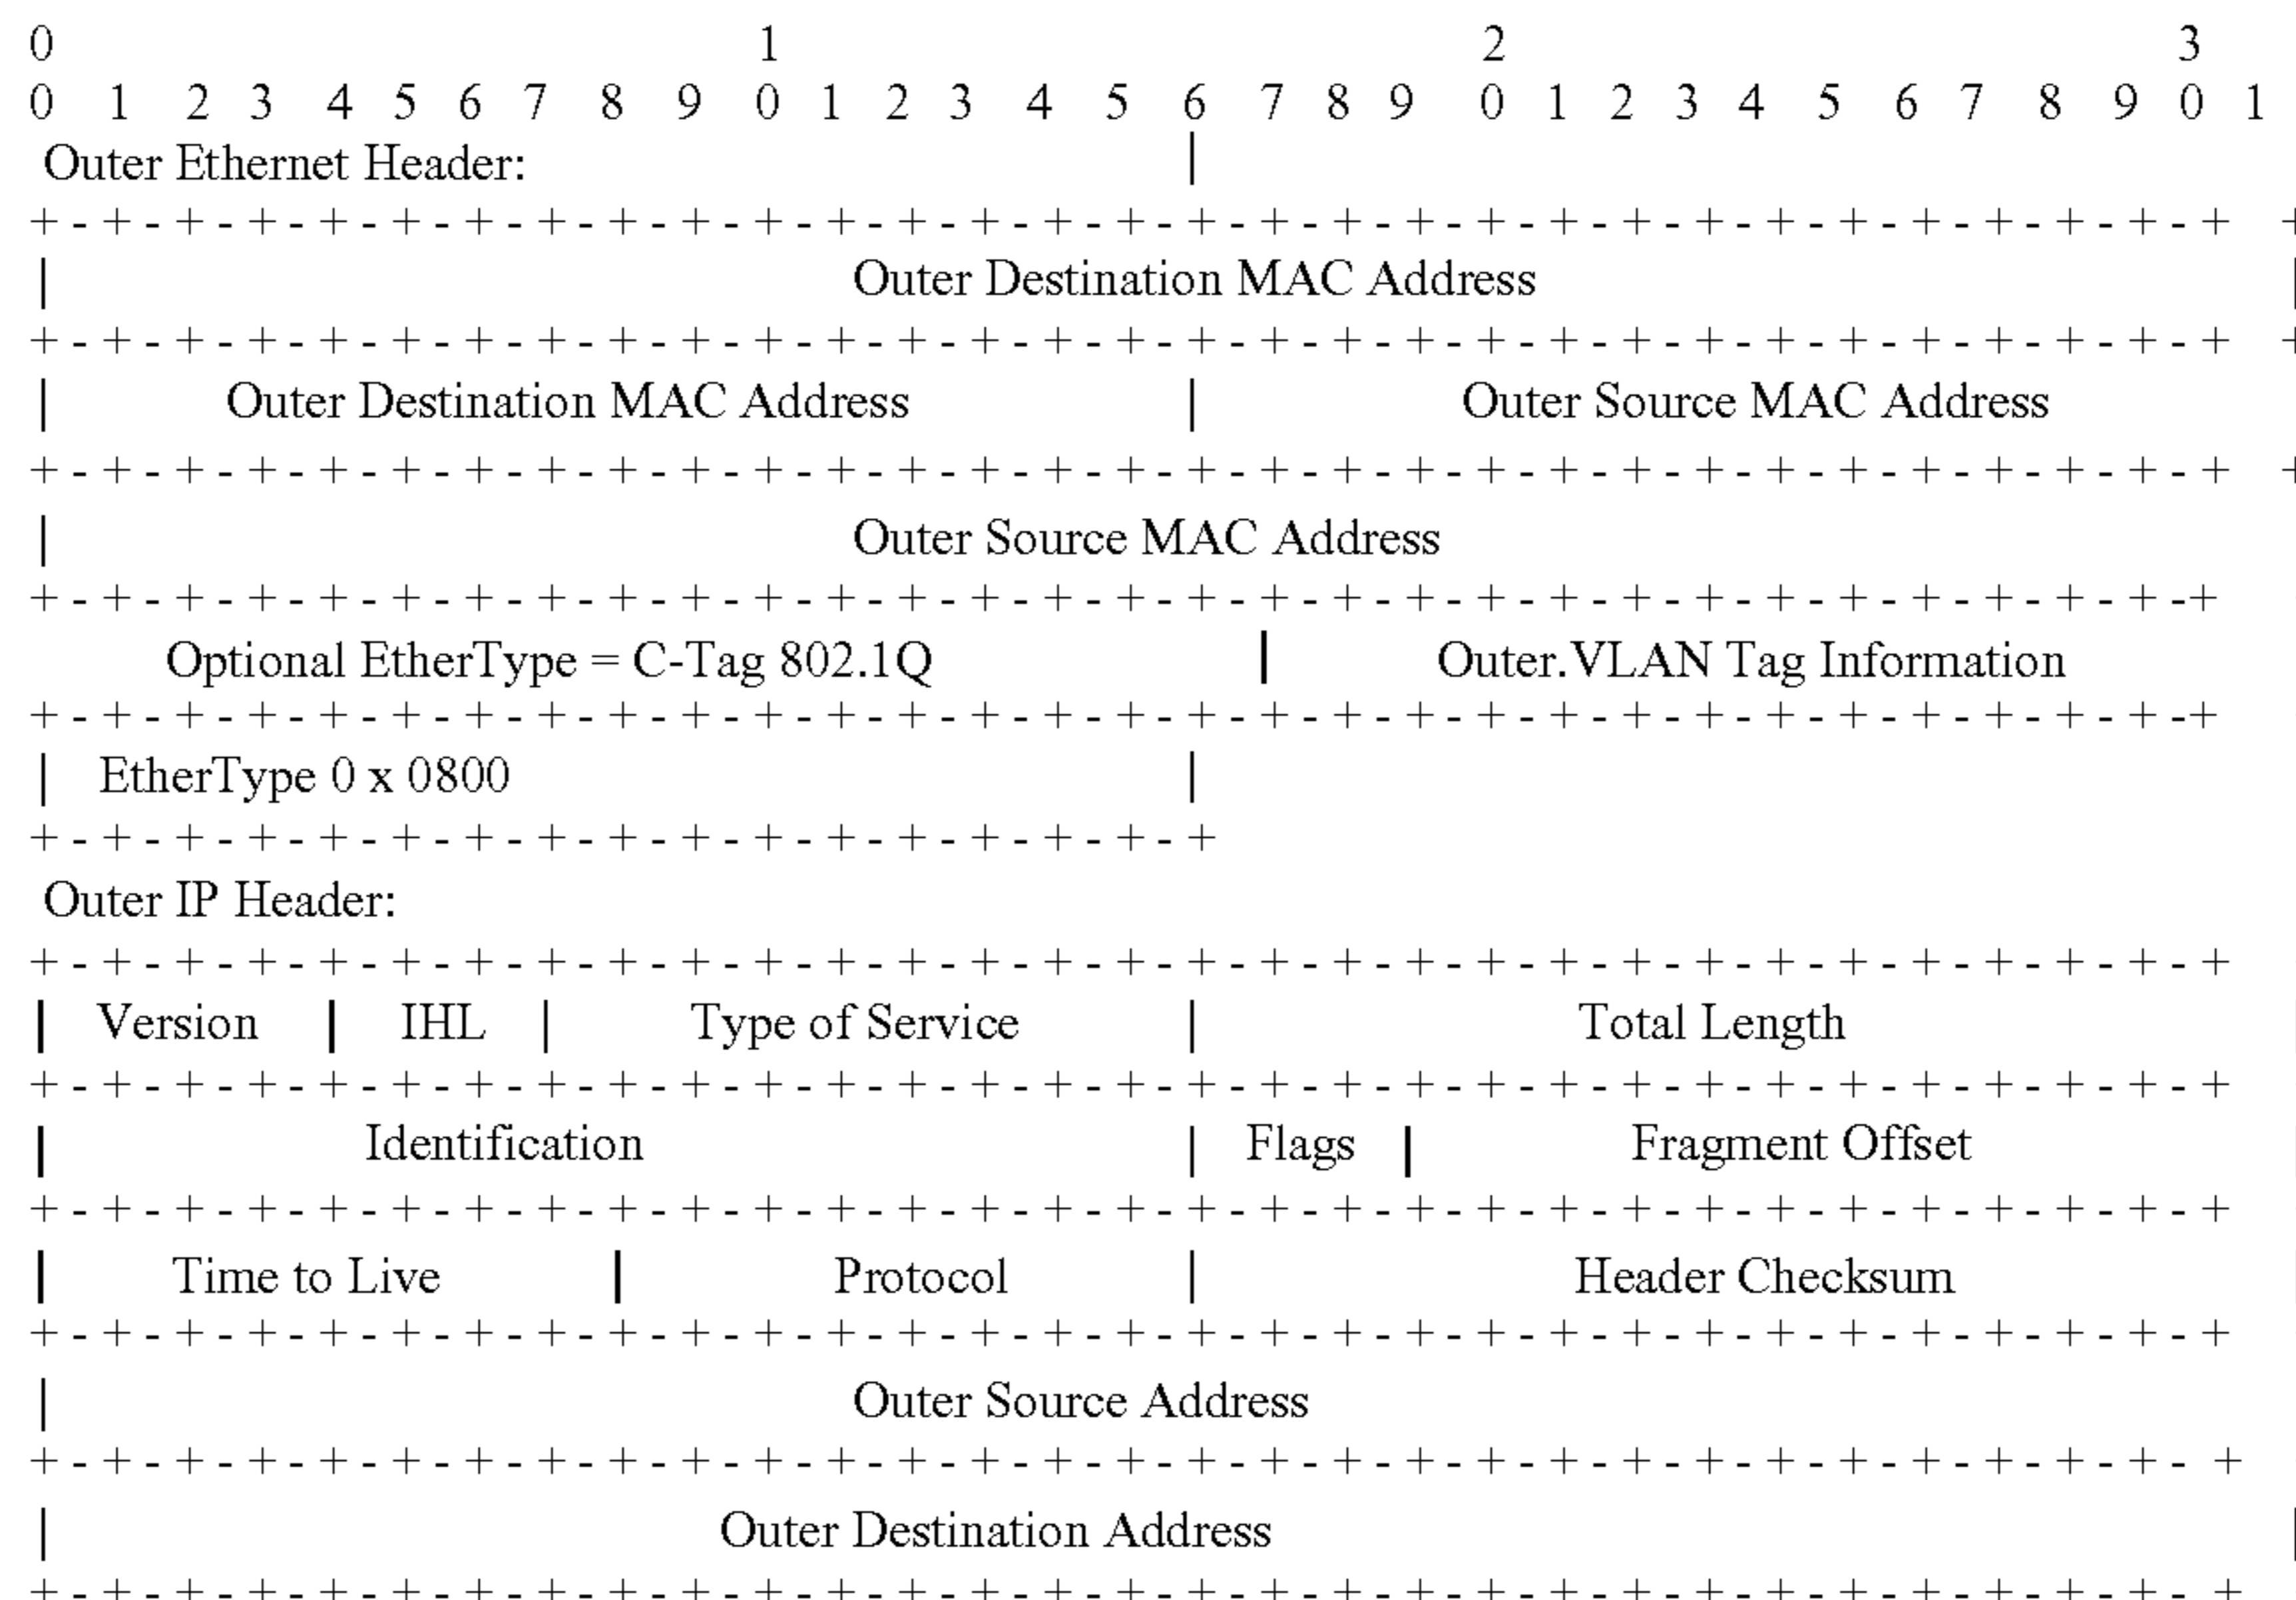 0 1 2 3
0 1 2 3 4 5 6 7 8 9 0 1 2 3 4 5 6 7 8 9 0 1 2 3 4 5 6 7 8 9 0 1
Outer Ethernet Header: |
+-+-+-+-+-+-+-+-+-+-+-+-+-+-+-+-+-+-+-+-+-+-+-+-+-+-+-+-+-+-+-+ +
| Outer Destination MAC Address |
+-+-+-+-+-+-+-+-+-+-+-+-+-+-+-+-+-+-+-+-+-+-+-+-+-+-+-+-+-+-+-+ +
| Outer Destination MAC Address | Outer Source MAC Address
+-+-+-+-+-+-+-+-+-+-+-+-+-+-+-+-+-+-+-+-+-+-+-+-+-+-+-+-+-+-+-+ +
| Outer Source MAC Address
+-+-+-+-+-+-+-+-+-+-+-+-+-+-+-+-+-+-+-+-+-+-+-+-+-+-+-+-+-+-+-+
Optional EtherType = C-Tag 802.1Q | Outer.VLAN Tag Information
+-+-+-+-+-+-+-+-+-+-+-+-+-+-+-+-+-+-+-+-+-+-+-+-+-+-+-+-+-+-+-+
| EtherType 0 x 0800 |
+-+-+-+-+-+-+-+-+-+-+-+-+-+-+-+-+
Outer IP Header:
+-+-+-+-+-+-+-+-+-+-+-+-+-+-+-+-+-+-+-+-+-+-+-+-+-+-+-+-+-+-+-+
| Version | IHL | Type of Service | Total Length
+-+-+-+-+-+-+-+-+-+-+-+-+-+-+-+-+-+-+-+-+-+-+-+-+-+-+-+-+-+-+-+
| Identification | Flags | Fragment Offset
+-+-+-+-+-+-+-+-+-+-+-+-+-+-+-+-+-+-+-+-+-+-+-+-+-+-+-+-+-+-+-+
| Time to Live | Protocol | Header Checksum
+-+-+-+-+-+-+-+-+-+-+-+-+-+-+-+-+-+-+-+-+-+-+-+-+-+-+-+-+-+-+-+
| Outer Source Address
+-+-+-+-+-+-+-+-+-+-+-+-+-+-+-+-+-+-+-+-+-+-+-+-+-+-+-+-+-+-+-+
| Outer Destination Address |
+-+-+-+-+-+-+-+-+-+-+-+-+-+-+-+-+-+-+-+-+-+-+-+-+-+-+-+-+-+-+-+